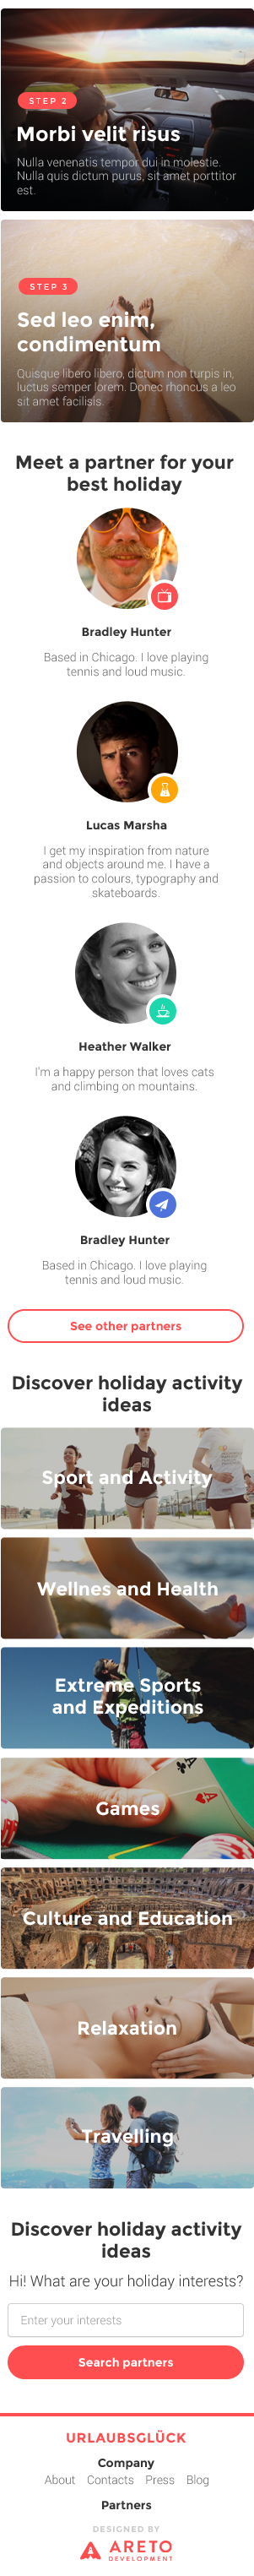 STEP 2
Morbi velit risus
Nulla venenatis tempor dui in molestie.
Nulla quis dictum purus, sit amet porttitor
est.
STEP 3
Sed leo enim,
condimentum
Quisque libero libero, dictum non turpis in,
luctus semper lorem. Donec rhoncus a leo
sit amet facilisis.
Meet a partner for your
best holiday
Bradley Hunter
Based in Chicago. I love playing
tennis and loud music.
Lucas Marsha
I get my inspiration from nature
and objects around me. I have a
passion to colours, typography and
skateboards.
Heather Walker
I'm a happy person that loves cats
and climbing on mountains.
Bradley Hunter
Based in Chicago. I love playing
tennis and loud music.
See other partners
Discover holiday activity
ideas
Sport and Activity
Wellnes and Health
Extreme Sports
and Expeditions
Games
Culture and Education
Relaxation
Travelling
Discover holiday activity
ideas
Hi! What are your holiday interests?
Enter your interests
Search partners
URLAUBSGLÜCK
Company
About Contacts Press Blog
Partners
DESIGNED BY
ARETO
DEVELOPMENT